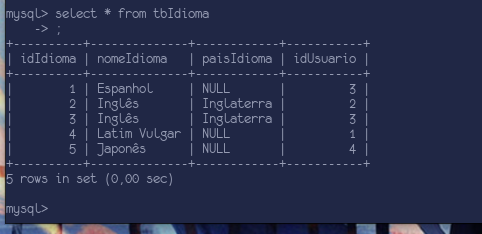 mysql> select * from tbIdioma
    -> ;
+----------+--------------+-------------+-----------+
| idIdioma | nomeIdioma   | paisIdioma  | idUsuario |
+----------+--------------+-------------+-----------+
|        1 | Espanhol     | NULL        |         3 |
|        2 | Inglês       | Inglaterra  |         2 |
|        3 | Inglês       | Inglaterra  |         3 |
|        4 | Latim Vulgar | NULL        |         1 |
|        5 | Japonês      | NULL        |         4 |
+----------+--------------+-------------+-----------+
5 rows in set (0,00 sec)
mysql>